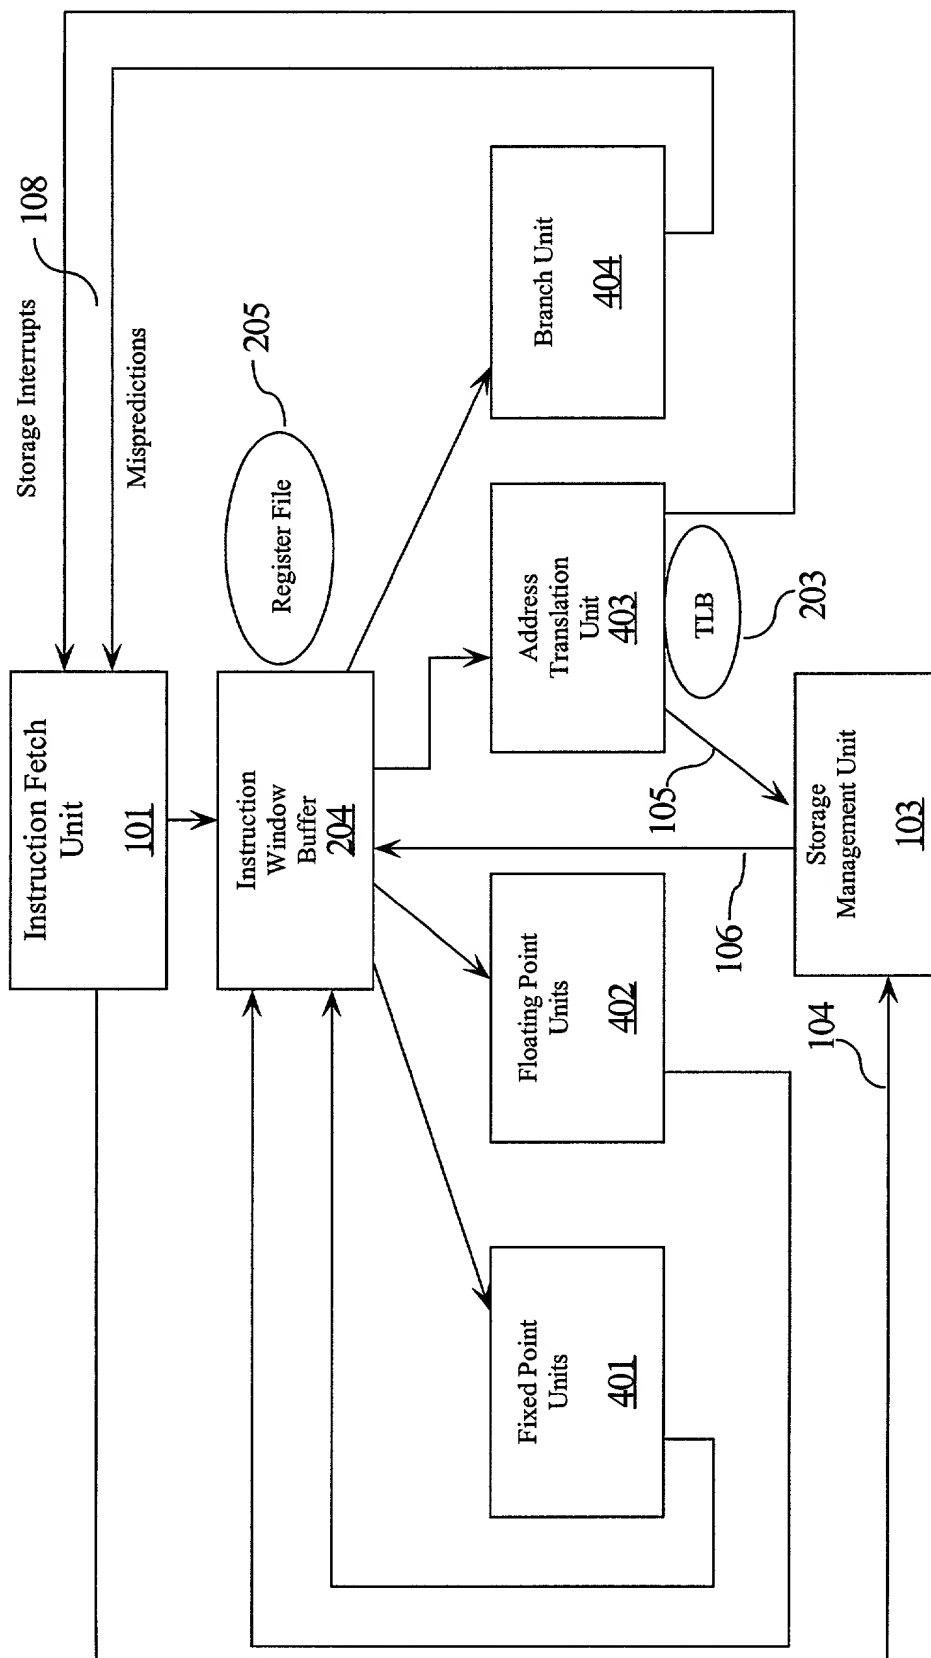 Storage Interrupts
108
Mispredictions
Instruction Fetch
Unit
101
Register File
205
Instruction
Window
Buffer
204
Fixed Point
Units
401
Floating Point
Units
402
Address
Translation
Unit
403
Branch Unit
404
TLB
203
105
106
104
Storage
Management Unit
103